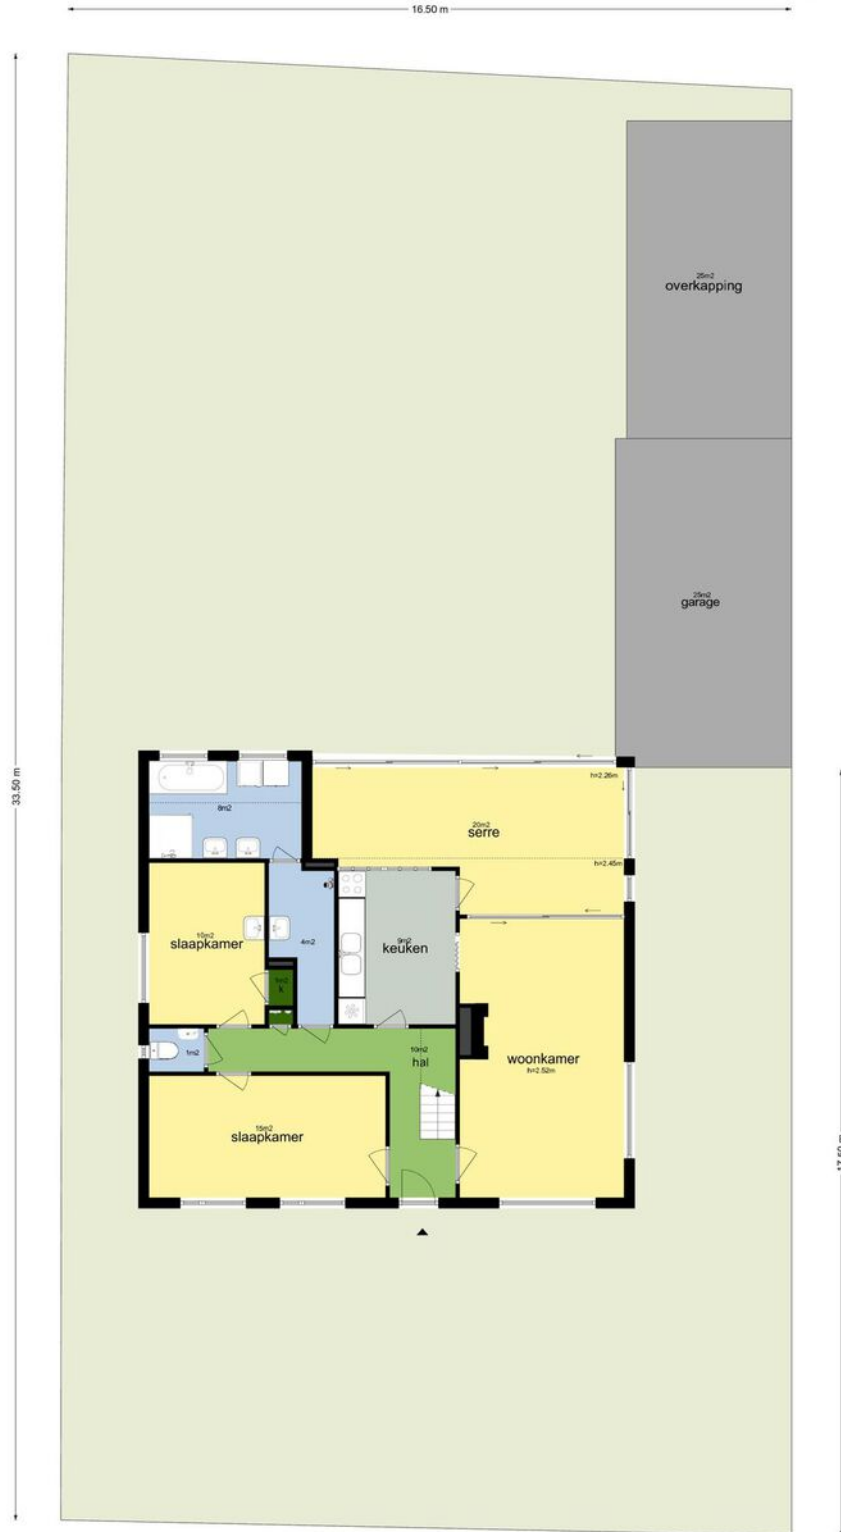 16.50 m
25m2
overkapping
25m2
garage
33.50 m
h=2.26m
8m2
20m2
serre
h=2.45m
10m2
slaapkamer
4m2
9m2
keuken
k
1m2
10m2
hal
woonkamer
h=2.52m
15m2
slaapkamer